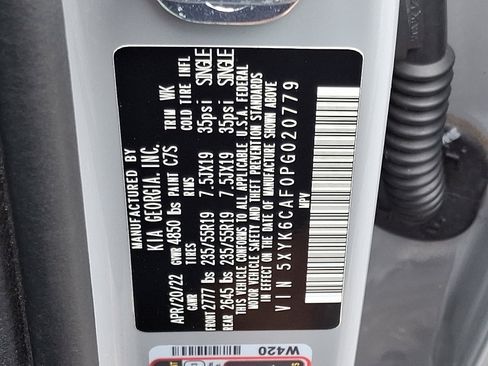 MANUFACTURED BY
KIA GEORGIA, INC.
APR/20/22 GVWR 4850 lbs PAINT C7S TRIM WK
GAWR TIRES RIMS COLD TIRE INFL
FRONT 2777 lbs 235/55R19 7.5JX19 35psi SINGLE
REAR 2645 lbs 235/55R19 7.5JX19 35psi SINGLE
THIS VEHICLE CONFORMS TO ALL APPLICABLE U.S.A. FEDERAL
MOTOR VEHICLE SAFETY AND THEFT PREVENTION STANDARDS
IN EFFECT ON THE DATE OF MANUFACTURE SHOWN ABOVE
VIN 5XYK6CAF0PG020779
MPV
W420